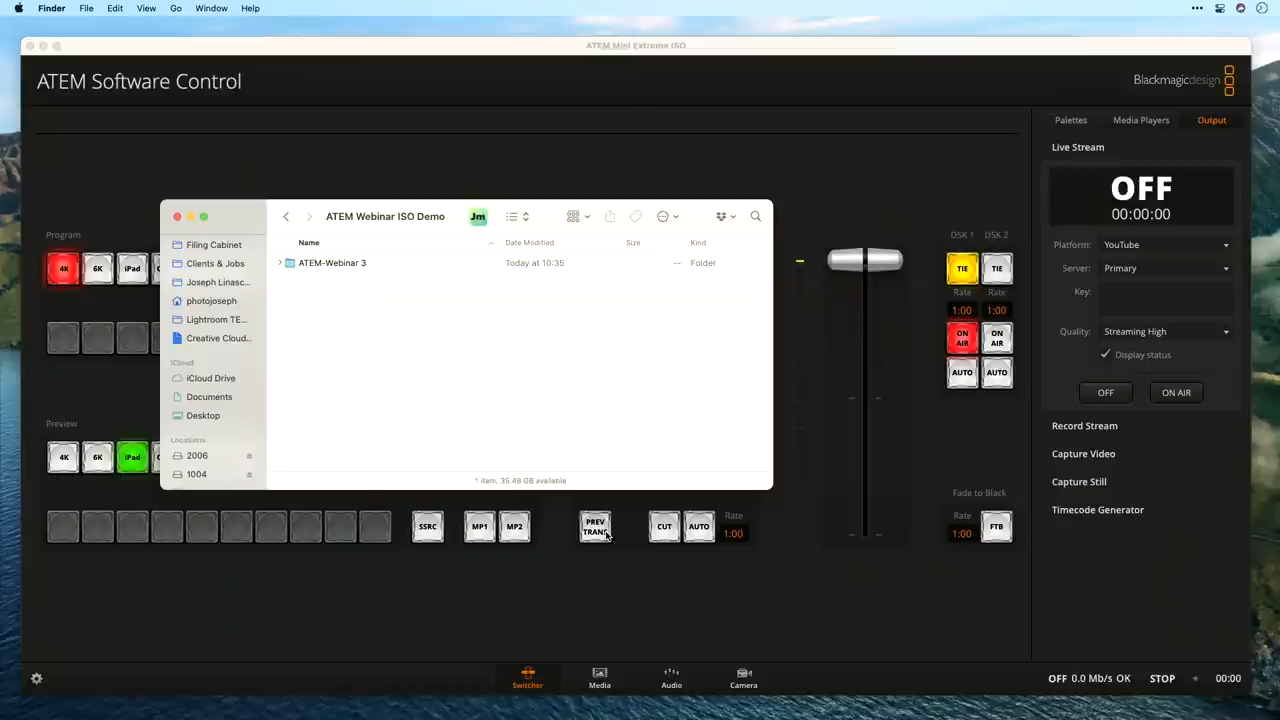 Finder File Edit View Go Window Help
ATEM Mini Extreme ISO
ATEM Software Control
Blackmagicdesign
Palettes Media Players Output
Live Stream
OFF
00:00:00
Platform: YouTube
Server: Primary
Key:
Quality: Streaming High
Display status
OFF ON AIR
Record Stream
Capture Video
Capture Still
Timecode Generator
ATEM Webinar ISO Demo Jm
Name Date Modified Size Kind
ATEM-Webinar 3 Today at 10:35 -- Folder
1 item, 35.48 GB available
Filing Cabinet
Clients & Jobs
Joseph Linasc...
photojoseph
Lightroom TE...
Creative Cloud...
iCloud
iCloud Drive
Documents
Desktop
Locations
2006
1004
Program
4K 6K iPad
Preview
4K 6K iPad
SSRC MP1 MP2 PREV TRANS CUT AUTO
Rate
1:00
DSK 1 DSK 2
TIE TIE
Rate Rate
1:00 1:00
ON AIR ON AIR
AUTO AUTO
Fade to Black
Rate
1:00 FTB
Switcher Media Audio Camera
OFF 0.0 Mb/s OK STOP 00:00